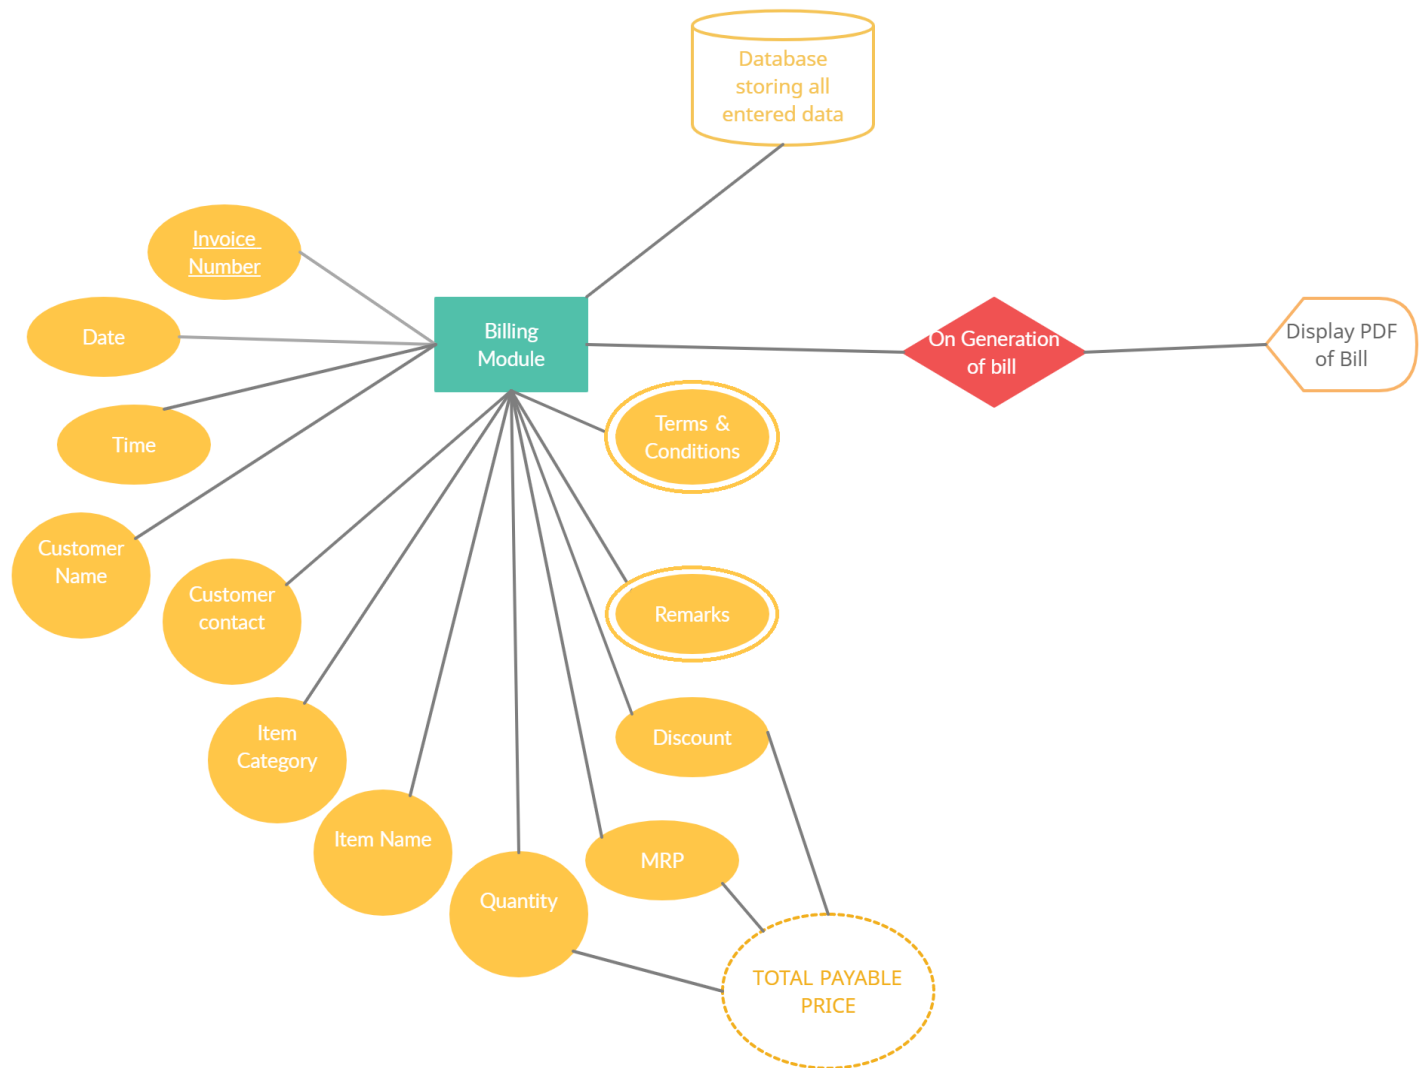 Database
storing all
entered data
Invoice
Number
Date
Billing
Module
On Generation
of bill
Display PDF
of Bill
Time
Terms &
Conditions
Customer
Name
Customer
contact
Remarks
Item
Category
Discount
Item Name
MRP
Quantity
TOTAL PAYABLE
PRICE